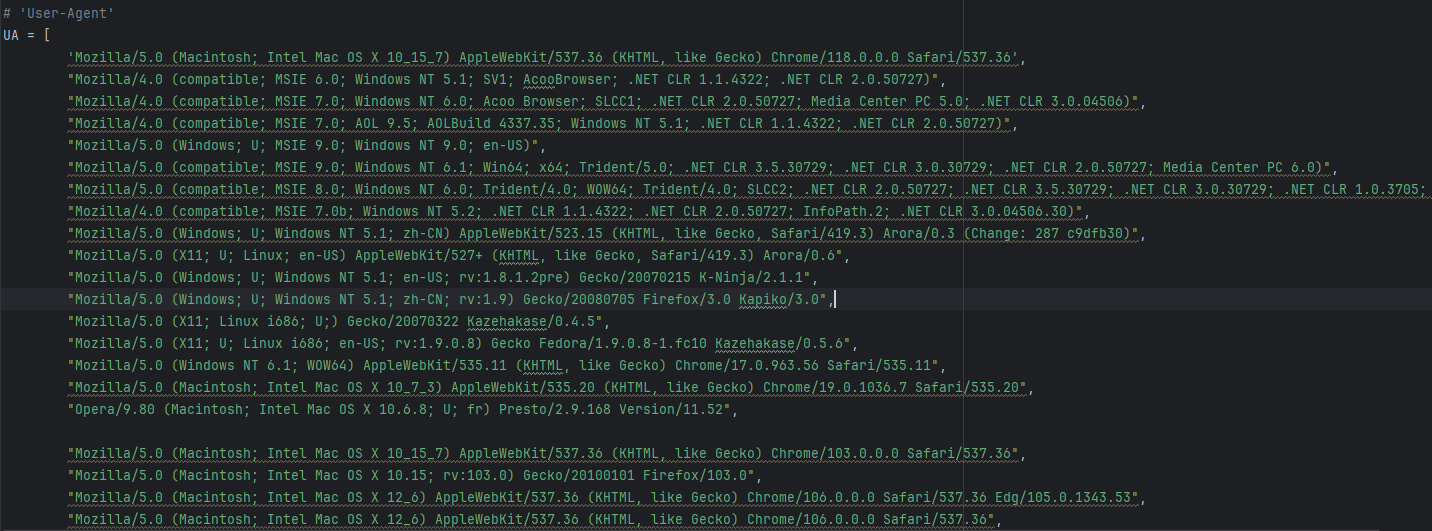 # 'User-Agent'
UA = [
'Mozilla/5.0 (Macintosh; Intel Mac OS X 10_15_7) AppleWebKit/537.36 (KHTML, like Gecko) Chrome/118.0.0.0 Safari/537.36',
"Mozilla/4.0 (compatible; MSIE 6.0; Windows NT 5.1; SV1; AcooBrowser; .NET CLR 1.1.4322; .NET CLR 2.0.50727)",
"Mozilla/4.0 (compatible; MSIE 7.0; Windows NT 6.0; Acoo Browser; SLCC1; .NET CLR 2.0.50727; Media Center PC 5.0; .NET CLR 3.0.04506)",
"Mozilla/4.0 (compatible; MSIE 7.0; AOL 9.5; AOLBuild 4337.35; Windows NT 5.1; .NET CLR 1.1.4322; .NET CLR 2.0.50727)",
"Mozilla/5.0 (Windows; U; MSIE 9.0; Windows NT 9.0; en-US)",
"Mozilla/5.0 (compatible; MSIE 9.0; Windows NT 6.1; Win64; x64; Trident/5.0; .NET CLR 3.5.30729; .NET CLR 3.0.30729; .NET CLR 2.0.50727; Media Center PC 6.0)",
"Mozilla/5.0 (compatible; MSIE 8.0; Windows NT 6.0; Trident/4.0; WOW64; Trident/4.0; SLCC2; .NET CLR 2.0.50727; .NET CLR 3.5.30729; .NET CLR 3.0.30729; .NET CLR 1.0.3705;
"Mozilla/4.0 (compatible; MSIE 7.0b; Windows NT 5.2; .NET CLR 1.1.4322; .NET CLR 2.0.50727; InfoPath.2; .NET CLR 3.0.04506.30)",
"Mozilla/5.0 (Windows; U; Windows NT 5.1; zh-CN) AppleWebKit/523.15 (KHTML, like Gecko, Safari/419.3) Arora/0.3 (Change: 287 c9dfb30)",
"Mozilla/5.0 (X11; U; Linux; en-US) AppleWebKit/527+ (KHTML, like Gecko, Safari/419.3) Arora/0.6",
"Mozilla/5.0 (Windows; U; Windows NT 5.1; en-US; rv:1.8.1.2pre) Gecko/20070215 K-Ninja/2.1.1",
"Mozilla/5.0 (Windows; U; Windows NT 5.1; zh-CN; rv:1.9) Gecko/20080705 Firefox/3.0 Kapiko/3.0",
"Mozilla/5.0 (X11; Linux i686; U;) Gecko/20070322 Kazehakase/0.4.5",
"Mozilla/5.0 (X11; U; Linux i686; en-US; rv:1.9.0.8) Gecko Fedora/1.9.0.8-1.fc10 Kazehakase/0.5.6",
"Mozilla/5.0 (Windows NT 6.1; WOW64) AppleWebKit/535.11 (KHTML, like Gecko) Chrome/17.0.963.56 Safari/535.11",
"Mozilla/5.0 (Macintosh; Intel Mac OS X 10_7_3) AppleWebKit/535.20 (KHTML, like Gecko) Chrome/19.0.1036.7 Safari/535.20",
"Opera/9.80 (Macintosh; Intel Mac OS X 10.6.8; U; fr) Presto/2.9.168 Version/11.52",
"Mozilla/5.0 (Macintosh; Intel Mac OS X 10_15_7) AppleWebKit/537.36 (KHTML, like Gecko) Chrome/103.0.0.0 Safari/537.36",
"Mozilla/5.0 (Macintosh; Intel Mac OS X 10.15; rv:103.0) Gecko/20100101 Firefox/103.0",
"Mozilla/5.0 (Macintosh; Intel Mac OS X 12_6) AppleWebKit/537.36 (KHTML, like Gecko) Chrome/106.0.0.0 Safari/537.36 Edg/105.0.1343.53",
"Mozilla/5.0 (Macintosh; Intel Mac OS X 12_6) AppleWebKit/537.36 (KHTML, like Gecko) Chrome/106.0.0.0 Safari/537.36",